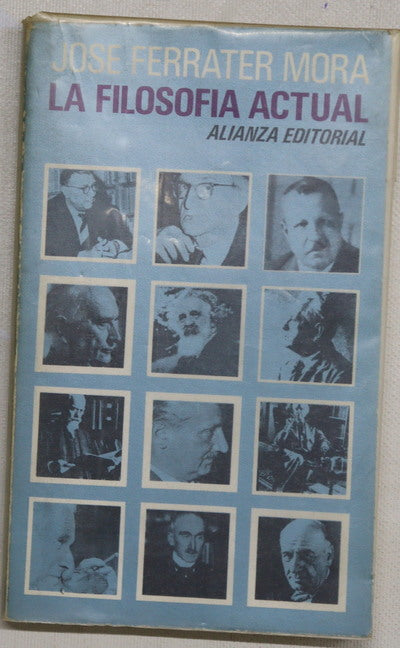 JOSE FERRATER MORA
LA FILOSOFIA ACTUAL
ALIANZA EDITORIAL